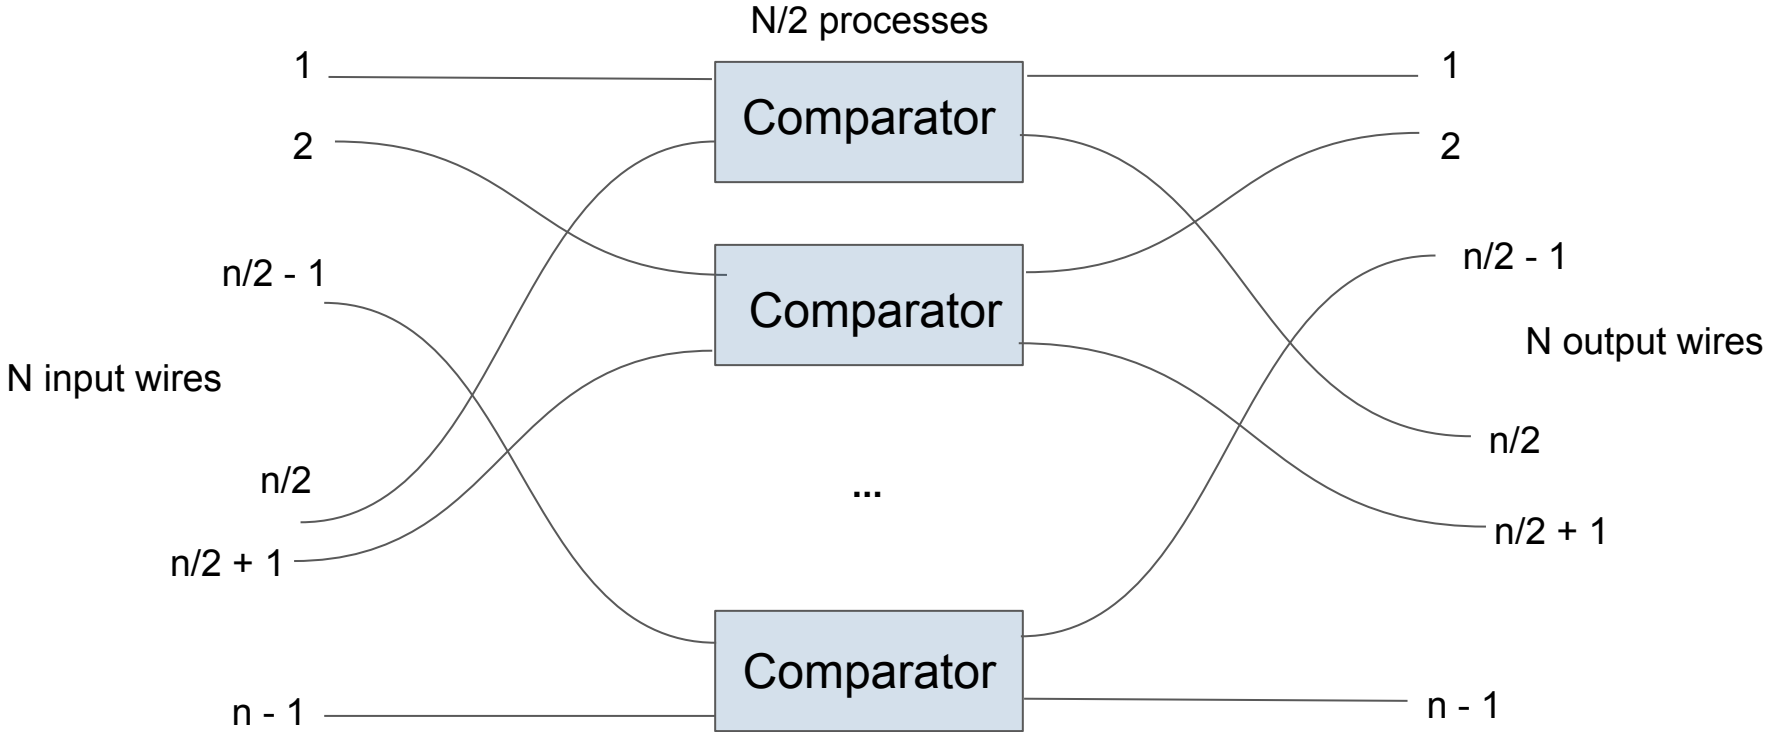 N/2 processes
1
Comparator
1
2
2
n/2 - 1
Comparator
n/2 - 1
N input wires
N output wires
n/2
...
n/2
n/2 + 1
n/2 + 1
n - 1
Comparator
n - 1